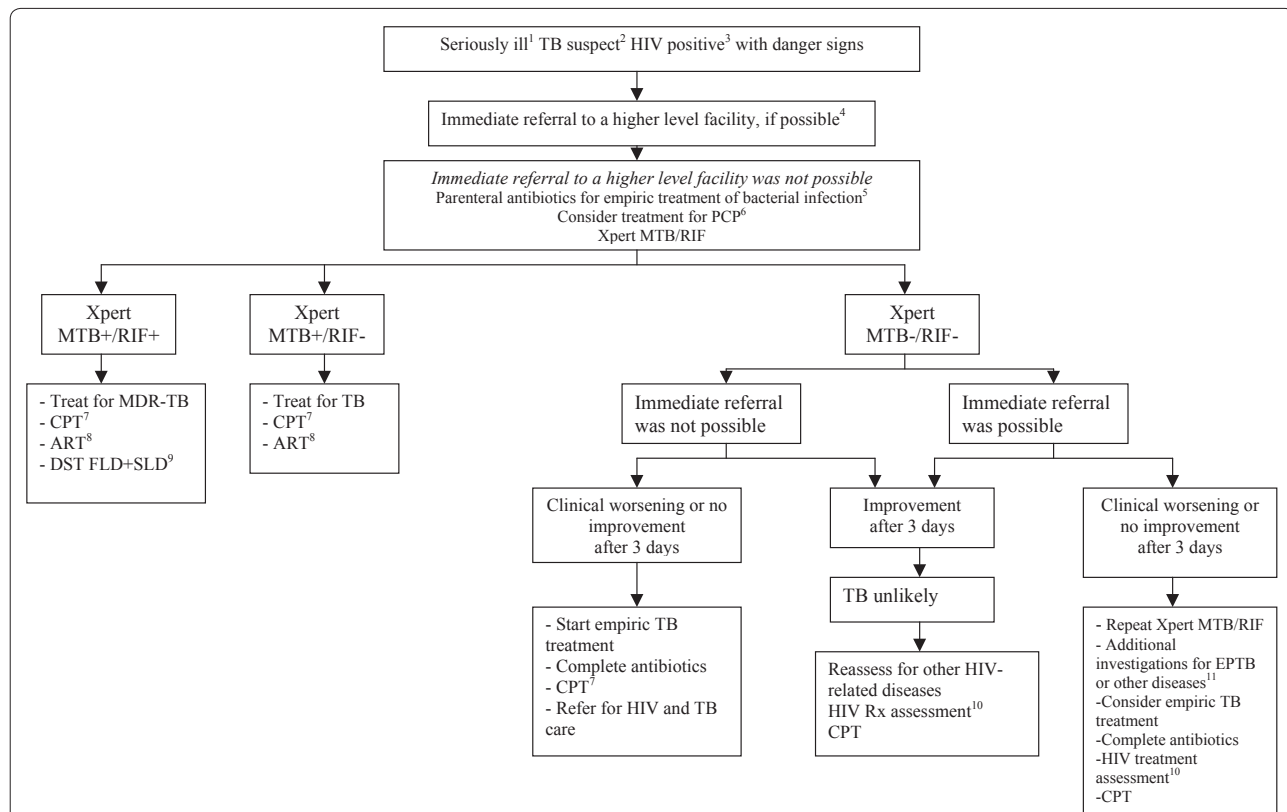 Seriously ill¹ TB suspect² HIV positive³ with danger signs
Immediate referral to a higher level facility, if possible⁴
Immediate referral to a higher level facility was not possible
Parenteral antibiotics for empiric treatment of bacterial infection⁵
Consider treatment for PCP⁶
Xpert MTB/RIF
Xpert
MTB+/RIF+
Xpert
MTB+/RIF-
Xpert
MTB-/RIF-
- Treat for MDR-TB
- CPT⁷
- ART⁸
- DST FLD+SLD⁹
- Treat for TB
- CPT⁷
- ART⁸
Immediate referral
was not possible
Immediate referral
was possible
Clinical worsening or no
improvement
after 3 days
Improvement
after 3 days
Clinical worsening or
no improvement
after 3 days
TB unlikely
- Start empiric TB
treatment
- Complete antibiotics
- CPT⁷
- Refer for HIV and TB
care
Reassess for other HIV-
related diseases
HIV Rx assessment¹⁰
CPT
- Repeat Xpert MTB/RIF
- Additional
investigations for EPTB
or other diseases¹¹
-Consider empiric TB
treatment
-Complete antibiotics
-HIV treatment
assessment¹⁰
-CPT